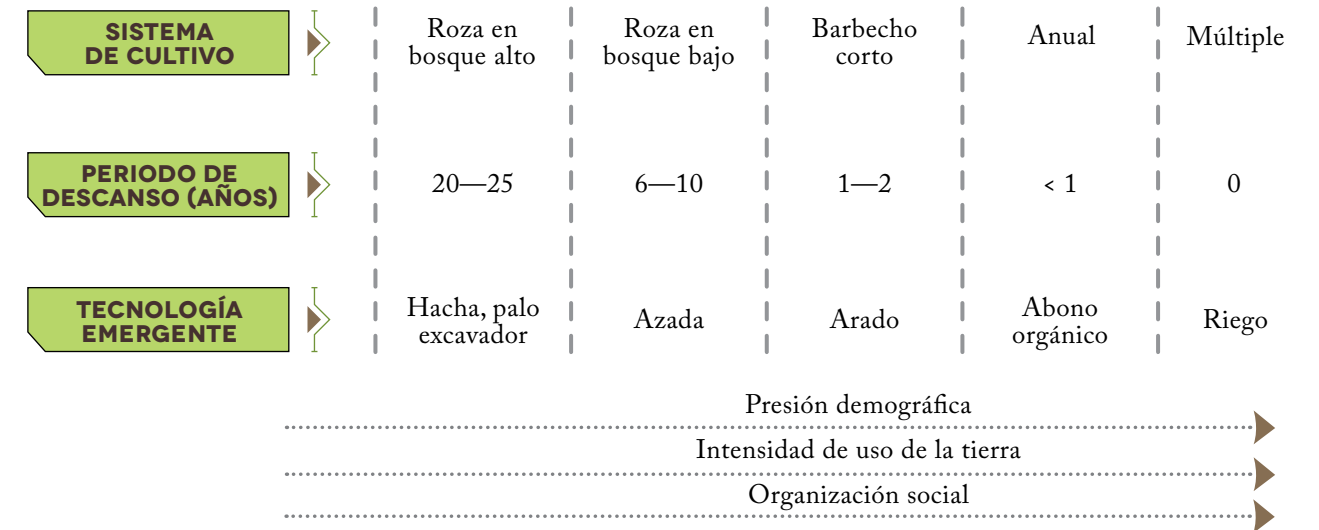 SISTEMA
DE CULTIVO
Roza en
bosque alto
Roza en
bosque bajo
Barbecho
corto
Anual
Múltiple
PERIODO DE
DESCANSO (AÑOS)
20—25
6—10
1—2
< 1
0
TECNOLOGÍA
EMERGENTE
Hacha, palo
excavador
Azada
Arado
Abono
orgánico
Riego
Presión demográfica
Intensidad de uso de la tierra
Organización social